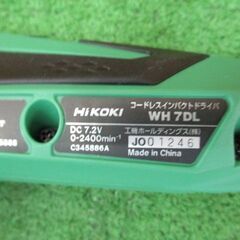 HiKOKI
コードレスインパクトドライバ
WH 7DL
DC 7.2V
0-2400min⁻¹
C345886A
工機ホールディングス(株)
JO01246
Made in China